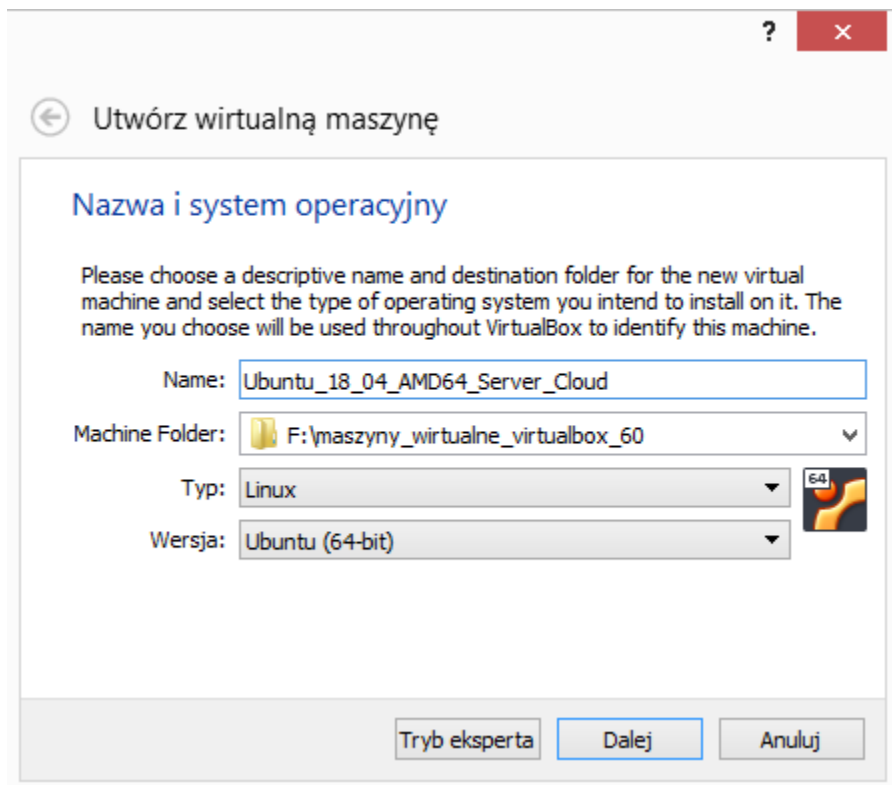 ?
Utwórz wirtualną maszynę
Nazwa i system operacyjny
Please choose a descriptive name and destination folder for the new virtual
machine and select the type of operating system you intend to install on it. The
name you choose will be used throughout VirtualBox to identify this machine.
Name: Ubuntu_18_04_AMD64_Server_Cloud
Machine Folder: F:\maszyny_wirtualne_virtualbox_60
Typ: Linux
64
Wersja: Ubuntu (64-bit)
Tryb eksperta Dalej Anuluj